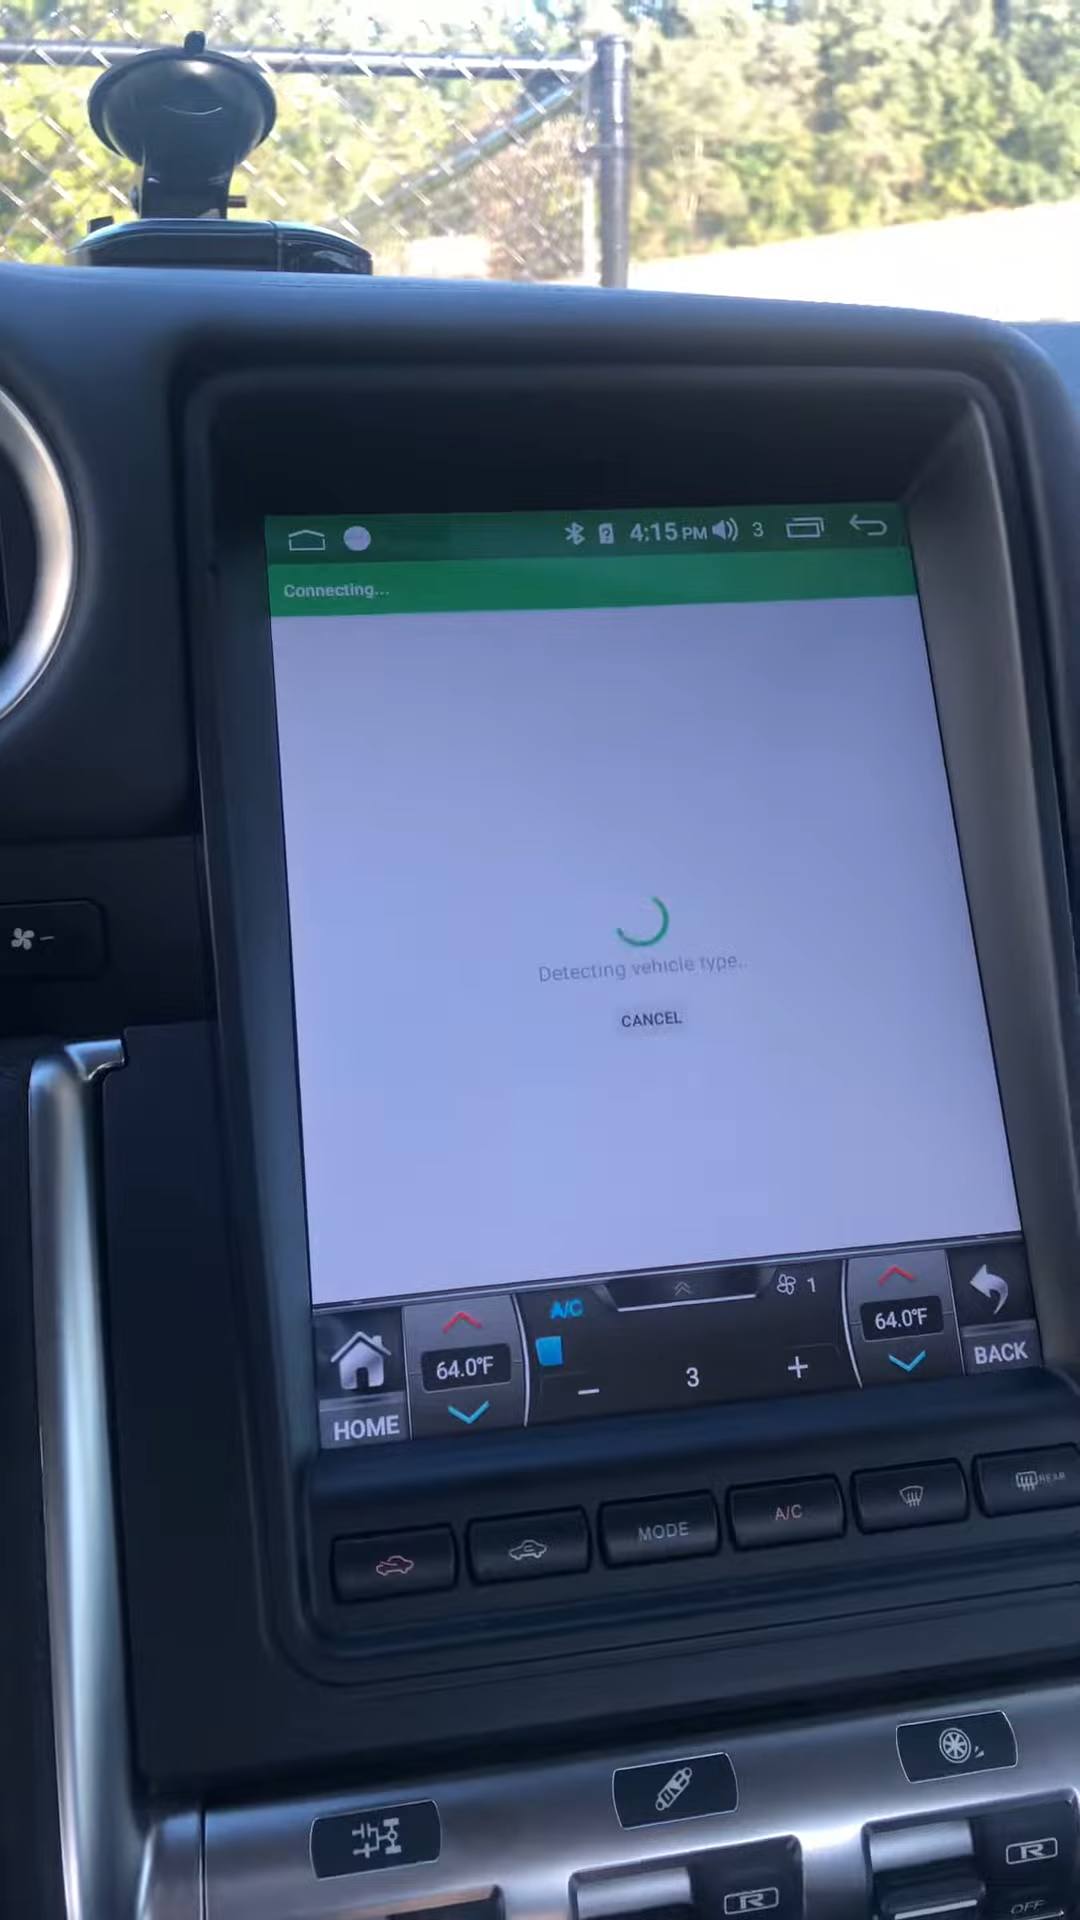 4:15 PM 3
Connecting...
Detecting vehicle type..
CANCEL
A/C
1
64.0°F
64.0°F
3
HOME
BACK
MODE
A/C
REAR
R
R
OFF